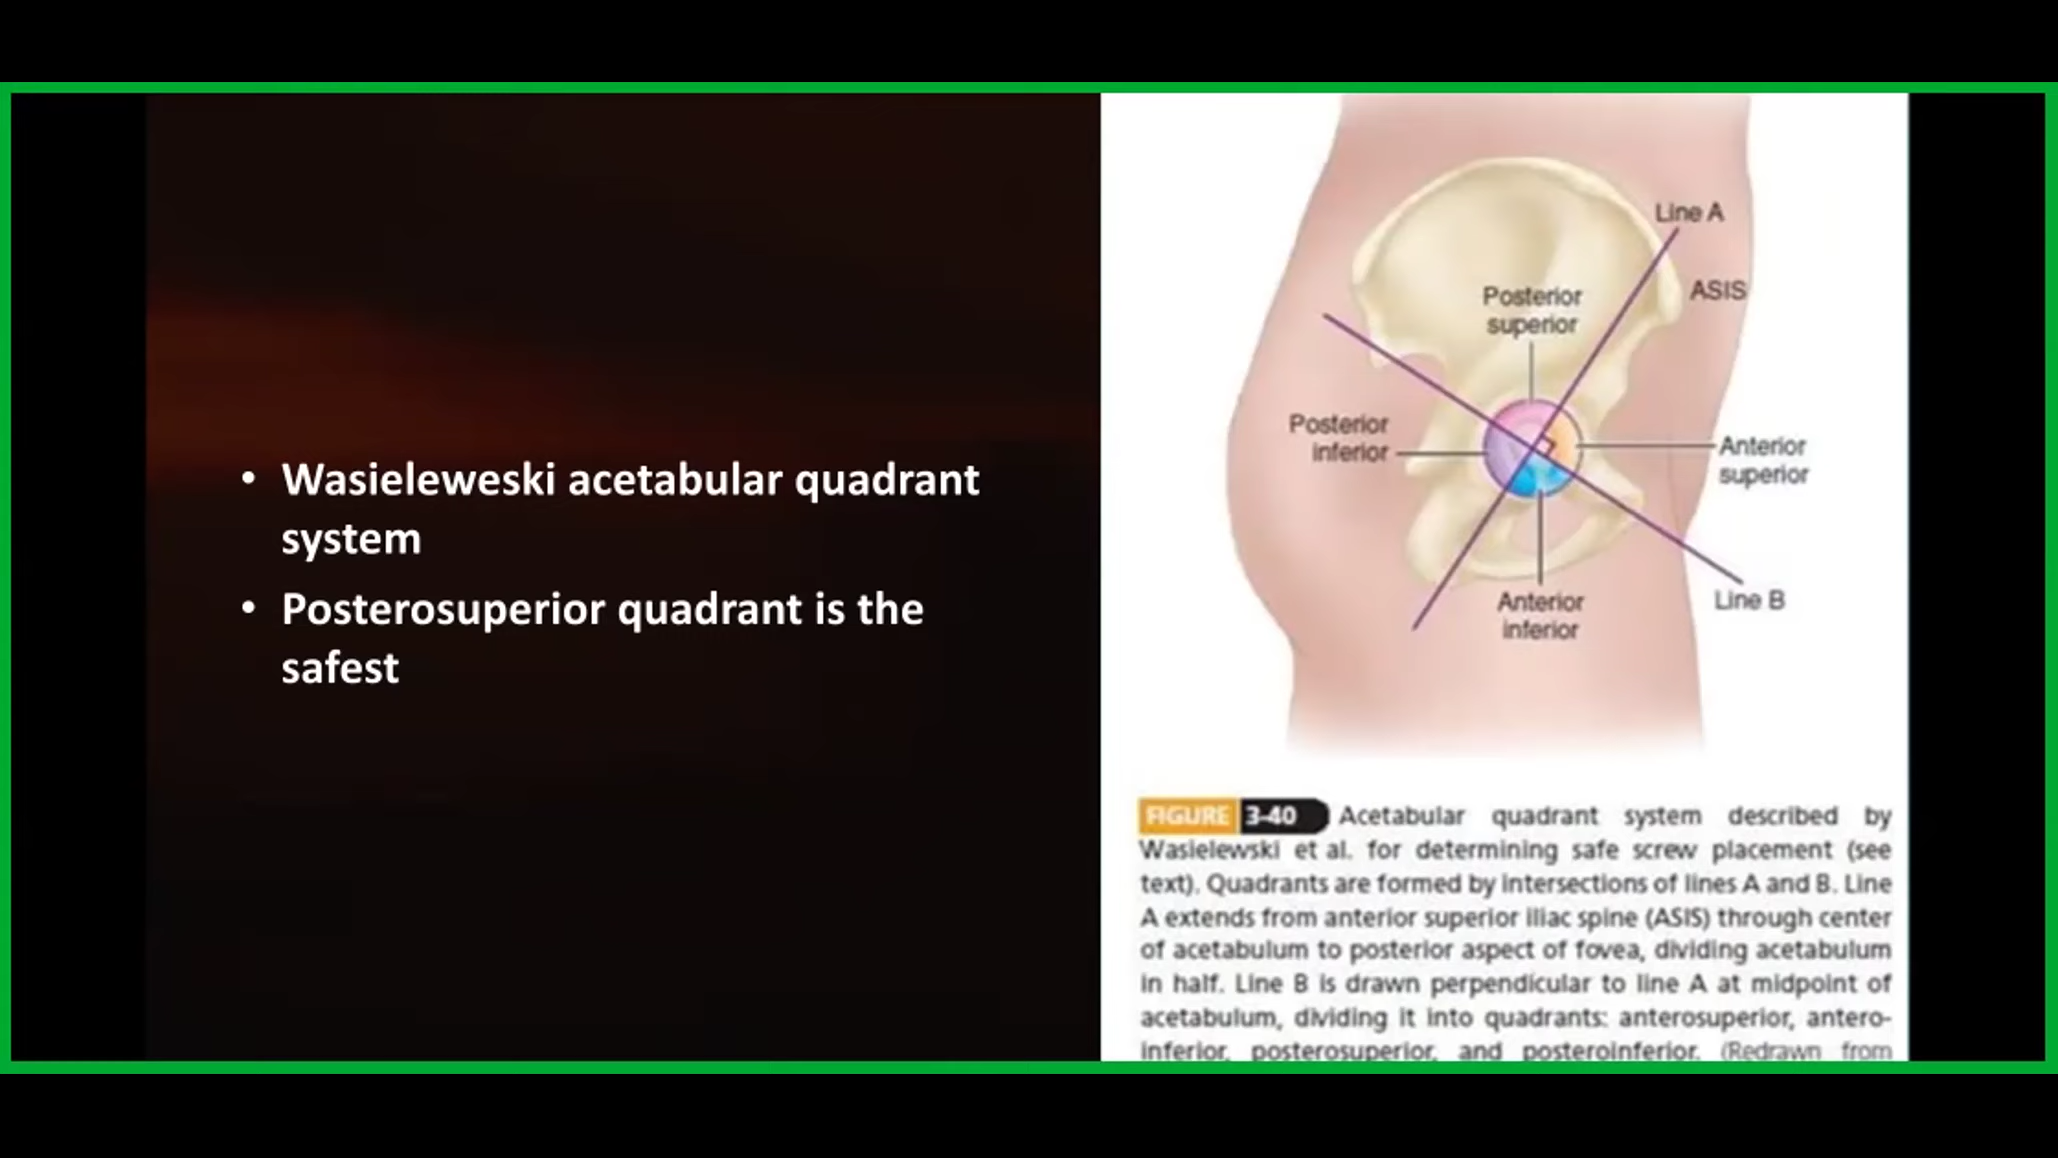 • Wasieleweski acetabular quadrant
system
• Posterosuperior quadrant is the
safest
Line A
ASIS
Posterior
superior
Posterior
inferior
Anterior
superior
Line B
Anterior
inferior
FIGURE 3-40 Acetabular quadrant system described by
Wasielewski et al. for determining safe screw placement (see
text). Quadrants are formed by intersections of lines A and B. Line
A extends from anterior superior iliac spine (ASIS) through center
of acetabulum to posterior aspect of fovea, dividing acetabulum
in half. Line B is drawn perpendicular to line A at midpoint of
acetabulum, dividing it into quadrants: anterosuperior, antero-
inferior, posterosuperior, and posteroinferior. (Redrawn from